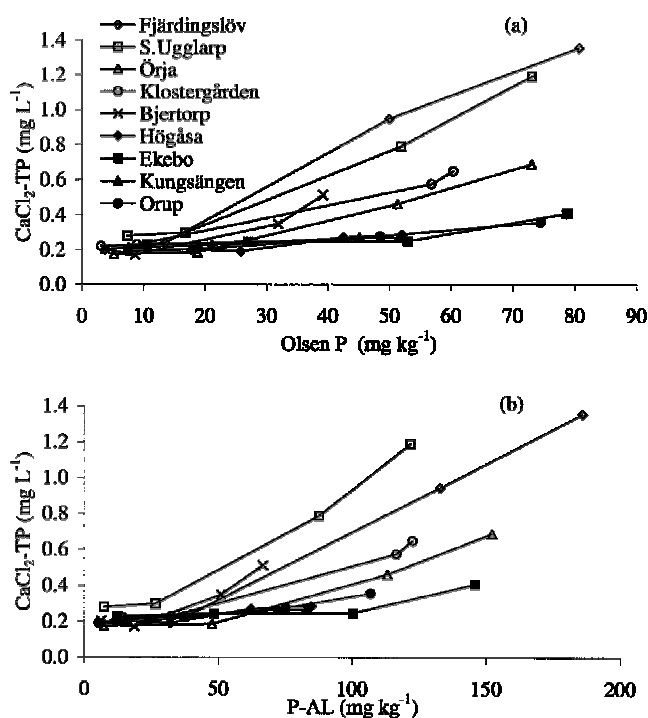 (a)
Fjärdingslöv
S.Ugglarp
Örja
Klostergården
Bjertorp
Högåsa
Ekebo
Kungsängen
Orup
CaCl2-TP (mg L-1)
1.4
1.2
1.0
0.8
0.6
0.4
0.2
0.0
0 10 20 30 40 50 60 70 80 90
Olsen P (mg kg-1)
(b)
CaCl2-TP (mg L-1)
1.4
1.2
1.0
0.8
0.6
0.4
0.2
0.0
0 50 100 150 200
P-AL (mg kg-1)